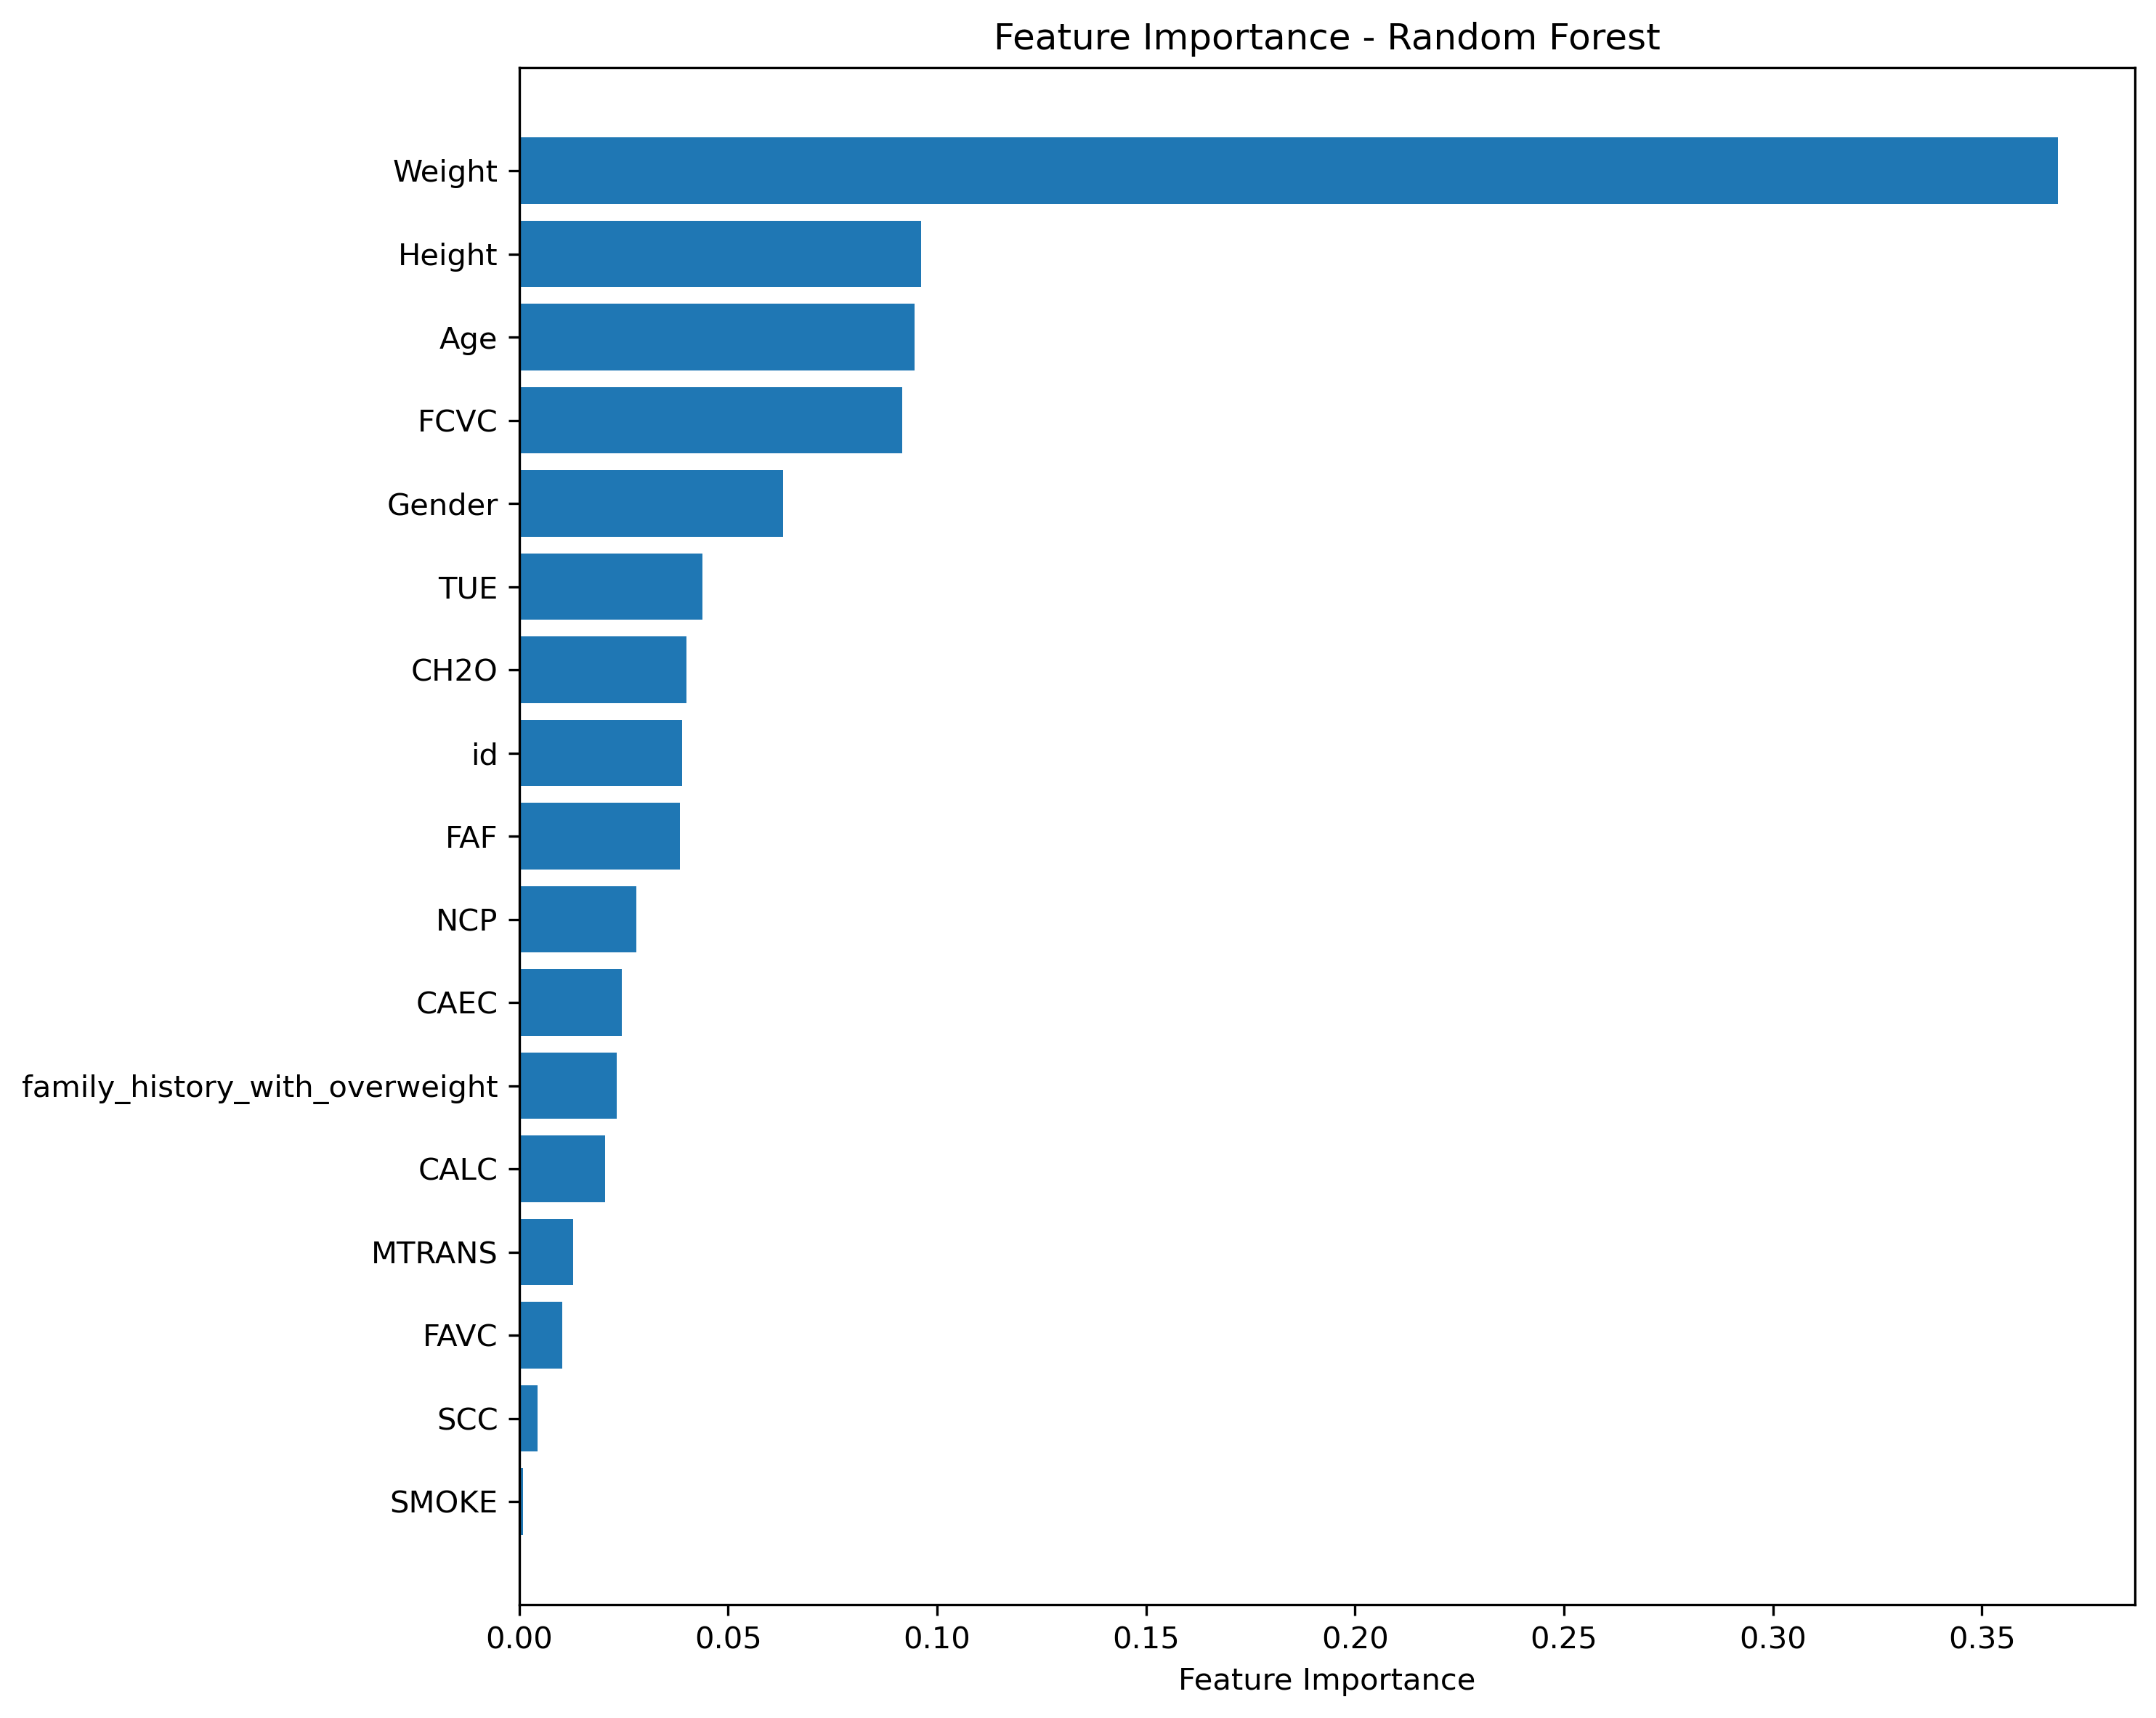 Feature Importance - Random Forest
Weight
Height
Age
FCVC
Gender
TUE
CH2O
id
FAF
NCP
CAEC
family_history_with_overweight
CALC
MTRANS
FAVC
SCC
SMOKE
0.00 0.05 0.10 0.15 0.20 0.25 0.30 0.35
Feature Importance